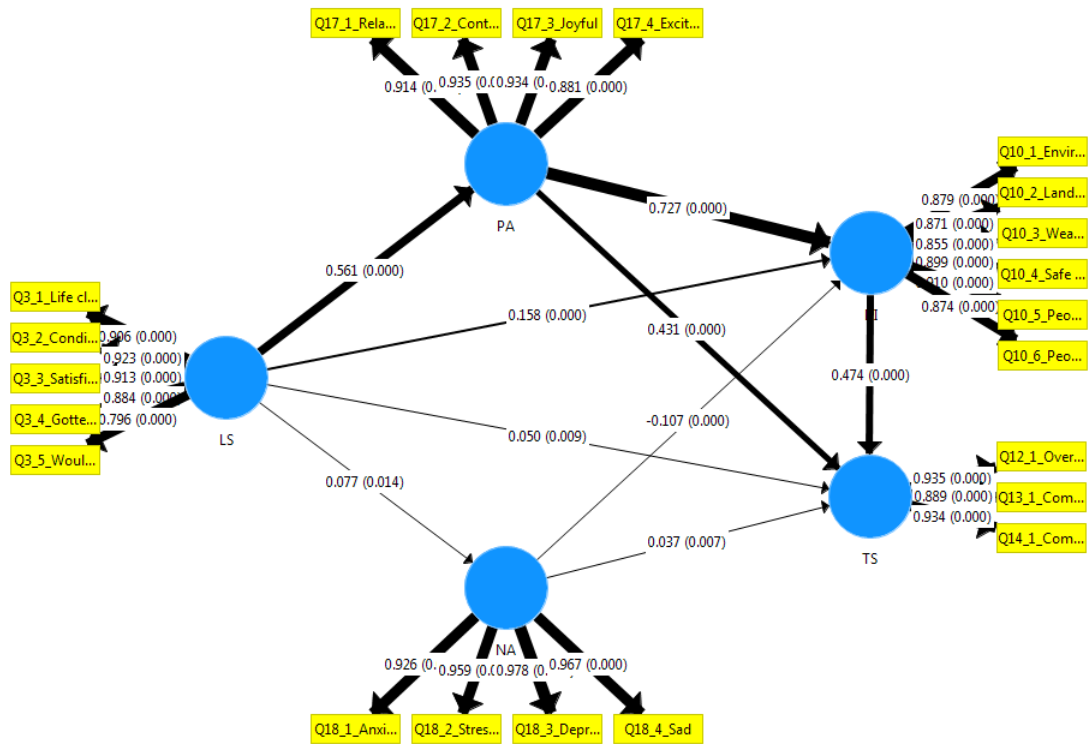 Q17_1_Rela...
Q17_2_Cont...
Q17_3_Joyful
Q17_4_Excit...
0.914 (0.
0.935 (0.0
0.934 (0.
0.881 (0.000)
PA
0.727 (0.000)
0.561 (0.000)
0.158 (0.000)
0.431 (0.000)
Q10_1_Envir...
Q10_2_Land...
Q10_3_Wea...
Q10_4_Safe ...
Q10_5_Peo...
Q10_6_Peo...
0.879 (0.000)
0.871 (0.000)
0.855 (0.000)
0.899 (0.000)
0.874 (0.000)
0.474 (0.000)
Q3_1_Life cl...
Q3_2_Condi...
Q3_3_Satisfi...
Q3_4_Gotte...
Q3_5_Woul...
0.906 (0.000)
0.923 (0.000)
0.913 (0.000)
0.884 (0.000)
0.796 (0.000)
LS
-0.107 (0.000)
0.050 (0.009)
0.077 (0.014)
0.037 (0.007)
Q12_1_Over...
Q13_1_Com...
Q14_1_Com...
0.935 (0.000)
0.889 (0.000)
0.934 (0.000)
TS
NA
0.926 (0.
0.959 (0.0
0.978 (0.
0.967 (0.000)
Q18_1_Anxi...
Q18_2_Stres...
Q18_3_Depr...
Q18_4_Sad